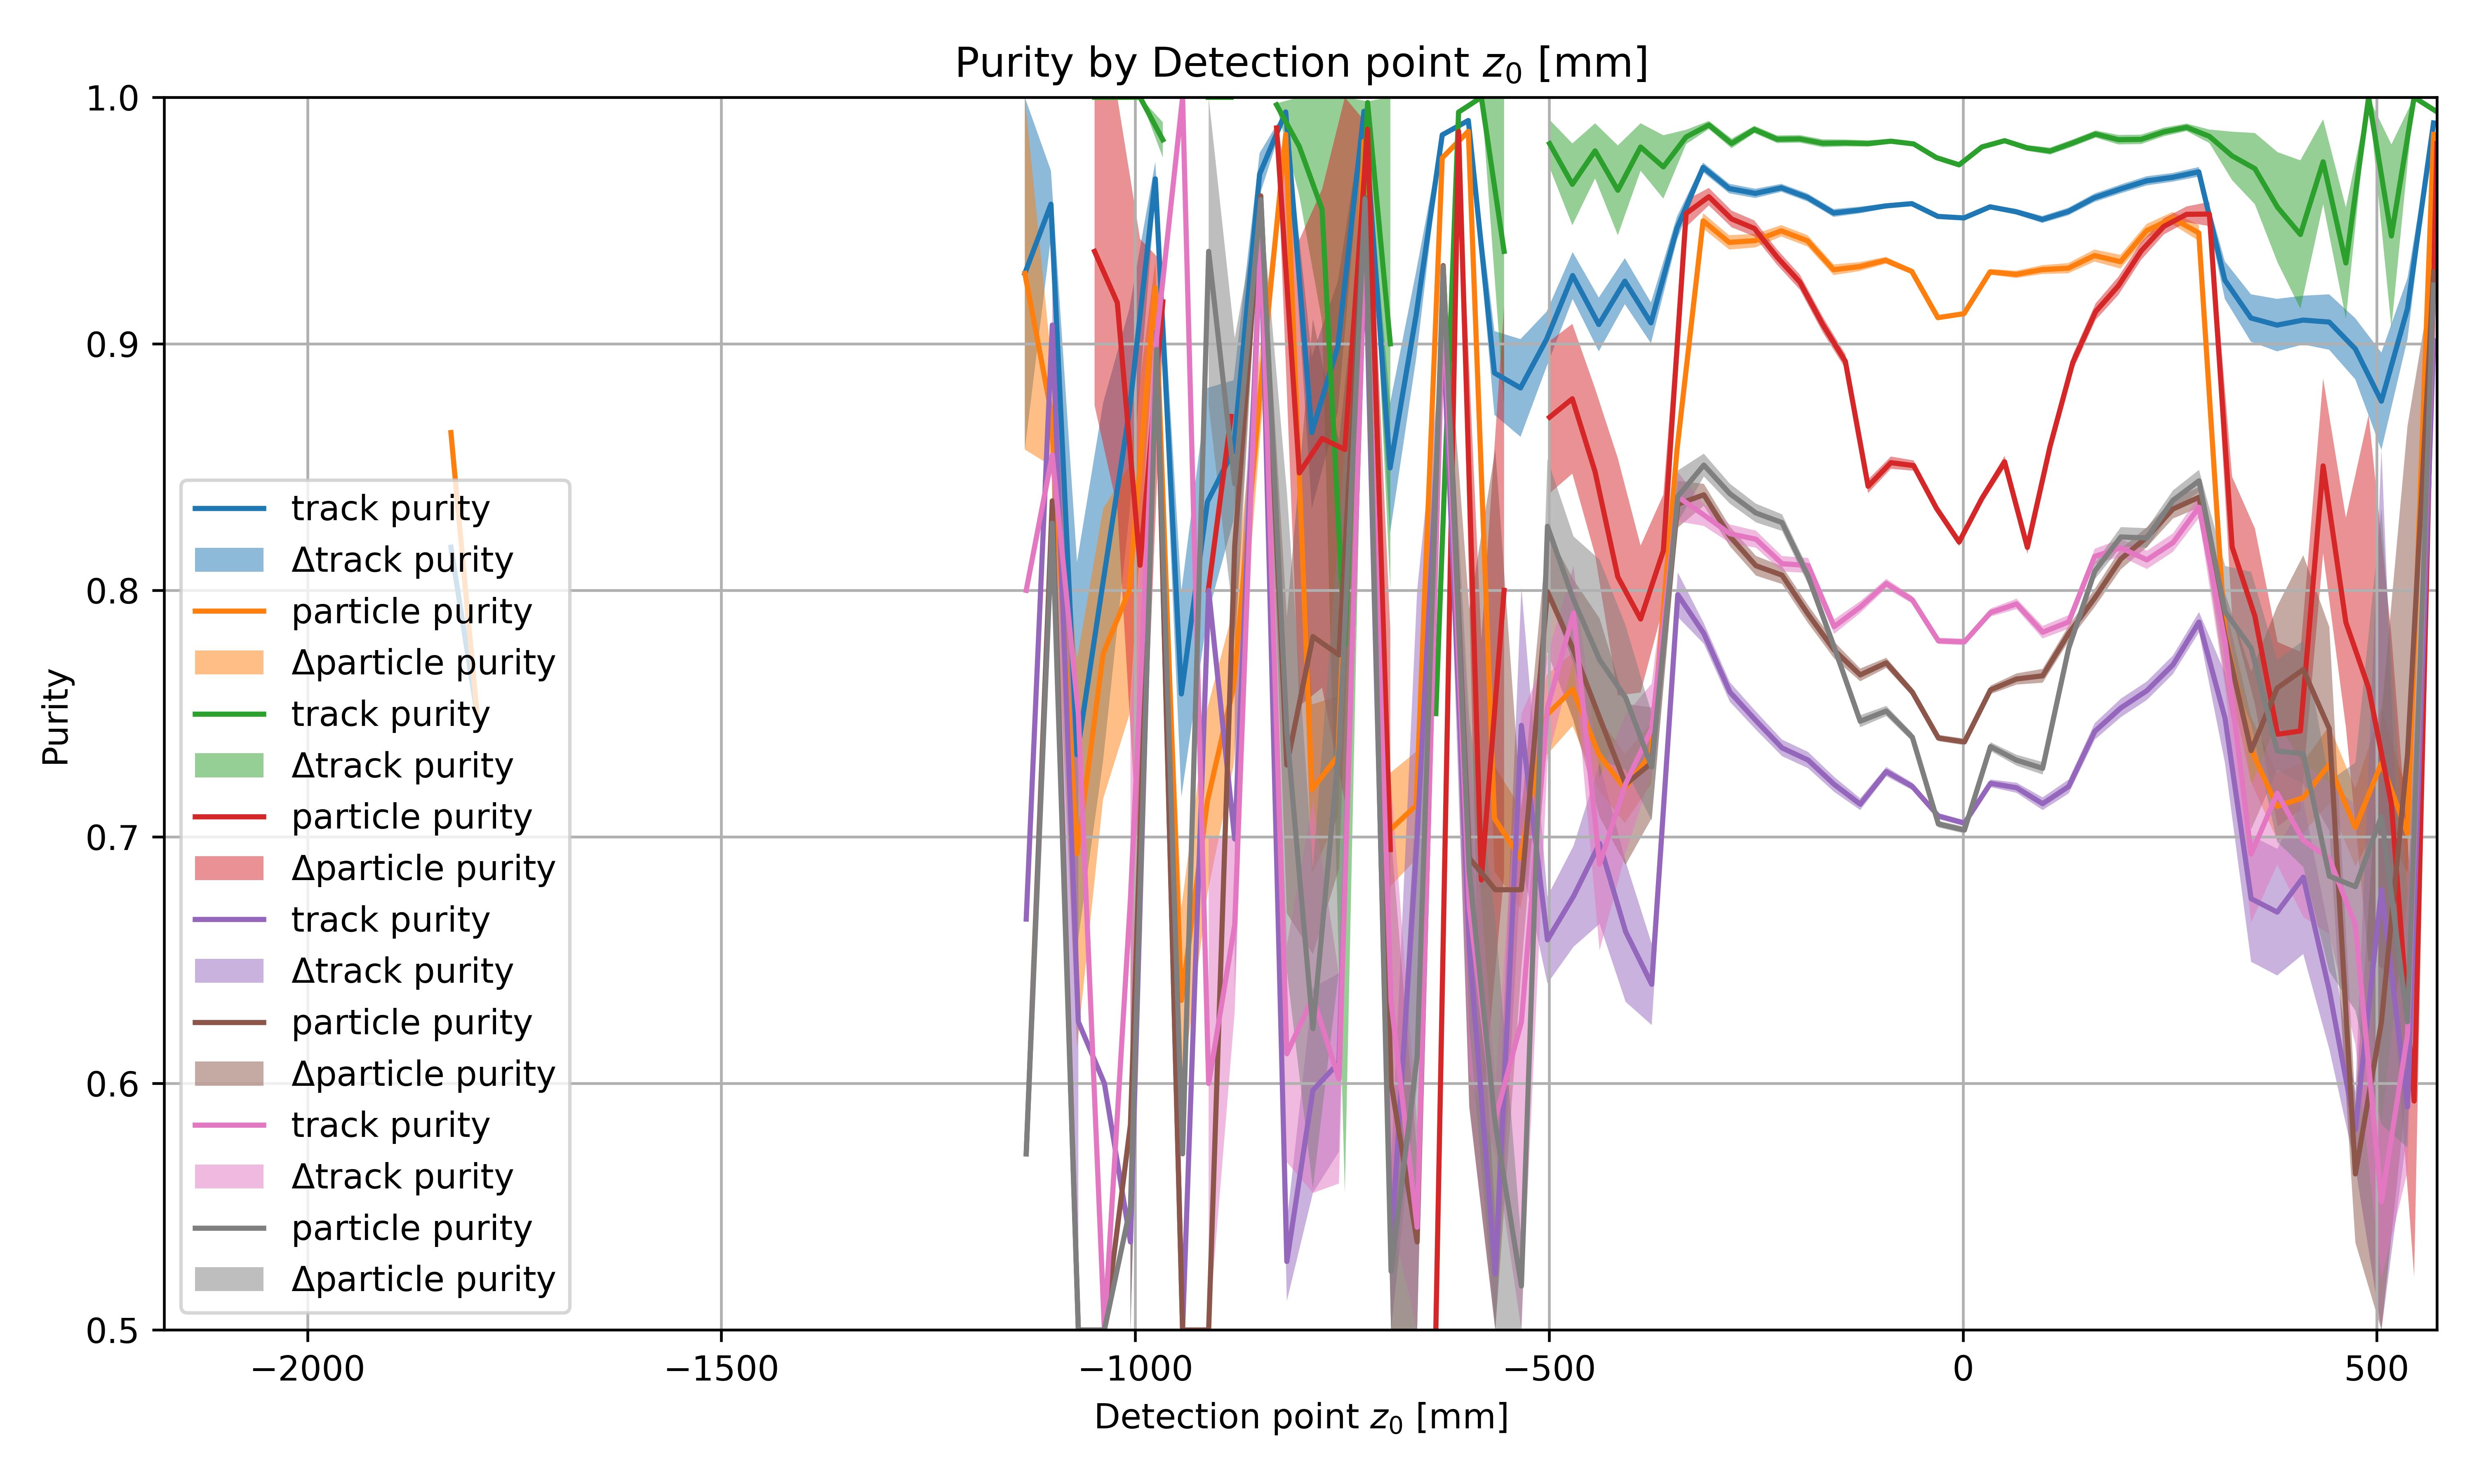 Purity by Detection point z₀ [mm]
1.0
0.9
0.8
0.7
0.6
0.5
Purity
track purity
Δtrack purity
particle purity
Δparticle purity
track purity
Δtrack purity
particle purity
Δparticle purity
track purity
Δtrack purity
particle purity
Δparticle purity
track purity
Δtrack purity
particle purity
Δparticle purity
−2000 −1500 −1000 −500 0 500
Detection point z₀ [mm]